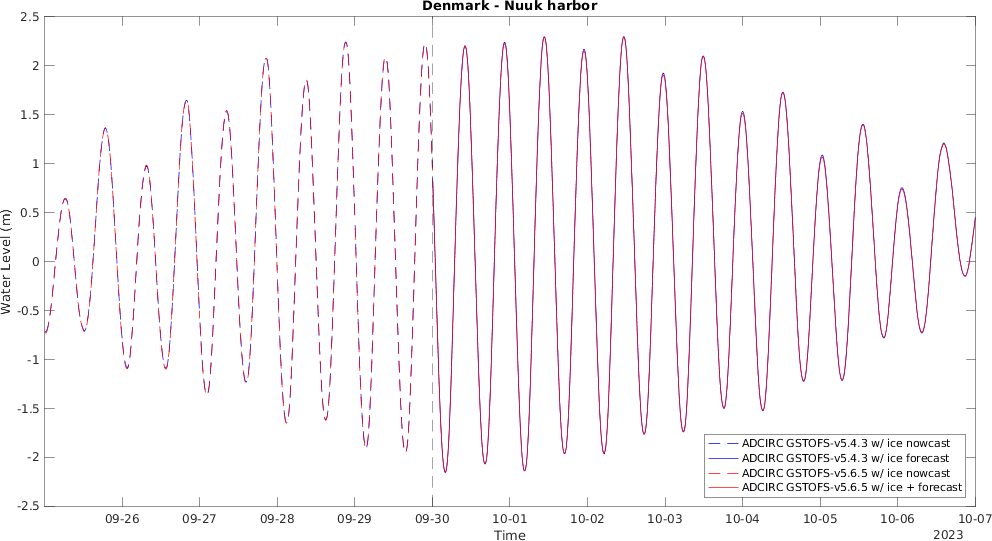 Denmark - Nuuk harbor
2.5
2
1.5
1
0.5
0
-0.5
-1
-1.5
-2
-2.5
Water Level (m)
ADCIRC GSTOFS-v5.4.3 w/ ice nowcast
ADCIRC GSTOFS-v5.4.3 w/ ice forecast
ADCIRC GSTOFS-v5.6.5 w/ ice nowcast
ADCIRC GSTOFS-v5.6.5 w/ ice + forecast
09-26 09-27 09-28 09-29 09-30 10-01 10-02 10-03 10-04 10-05 10-06 10-07
Time
2023